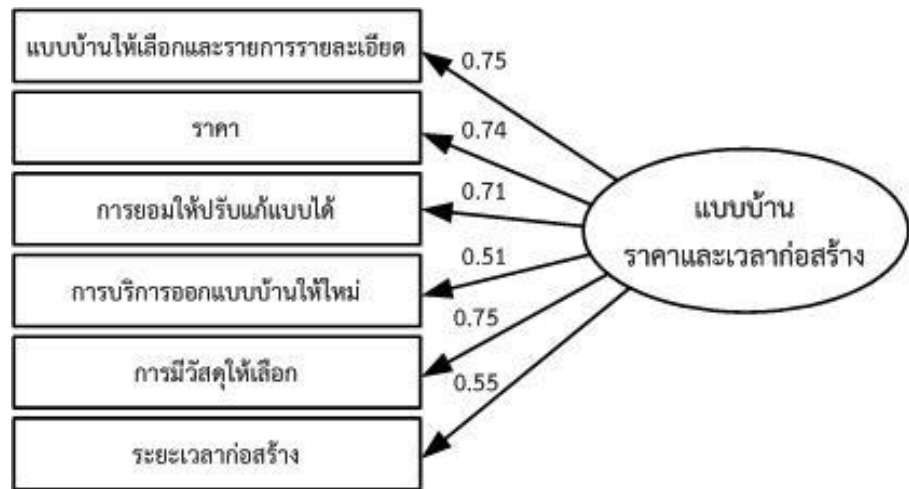 แบบบ้านให้เลือกและรายการรายละเอียด
0.75
ราคา
0.74
การยอมให้ปรับแก้แบบได้
0.71
การบริการออกแบบบ้านให้ใหม่
0.51
การมีวัสดุให้เลือก
0.75
ระยะเวลาก่อสร้าง
0.55
แบบบ้าน
ราคาและเวลาก่อสร้าง